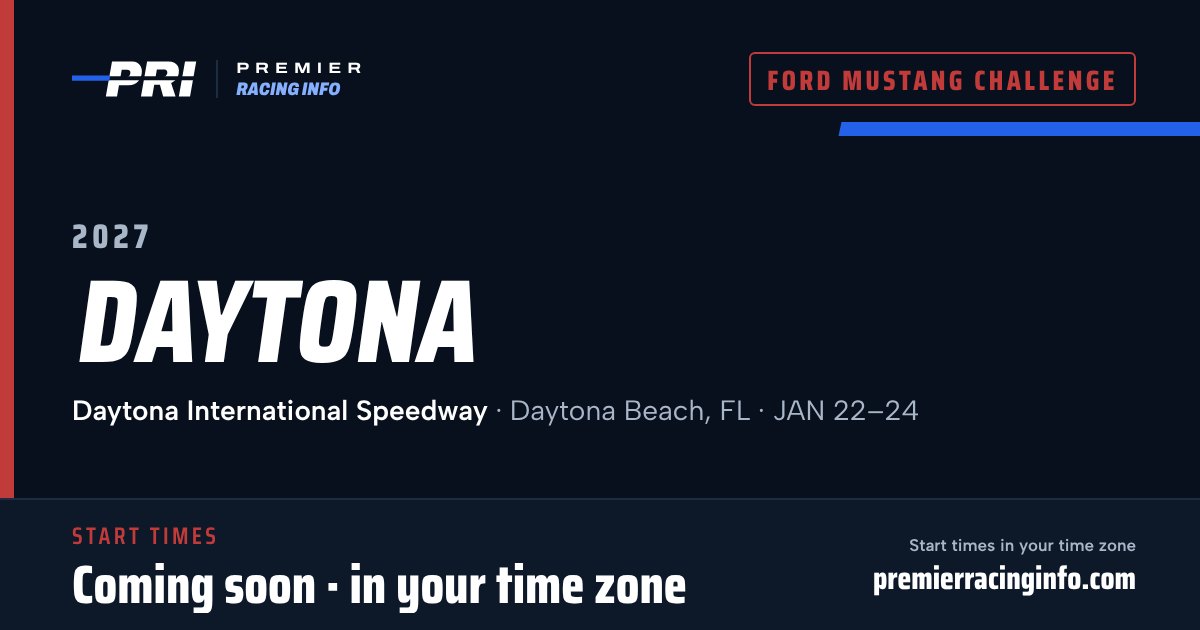 PRI
PREMIER
RACING INFO
FORD MUSTANG CHALLENGE
2027
DAYTONA
Daytona International Speedway · Daytona Beach, FL · JAN 22–24
START TIMES
Coming soon · in your time zone
Start times in your time zone
premierracinginfo.com